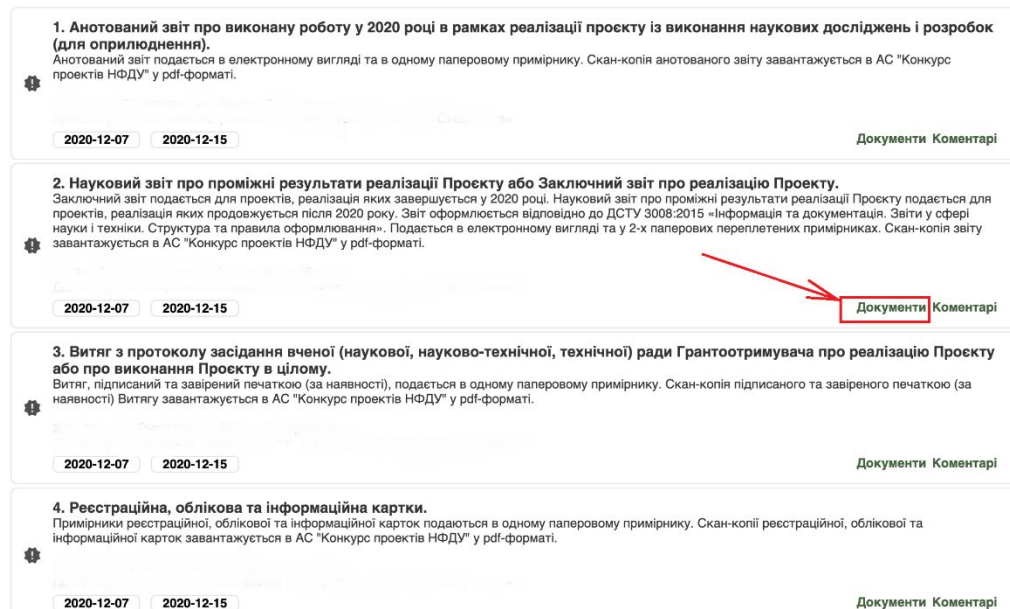 1. Анотований звіт про виконану роботу у 2020 році в рамках реалізації проєкту із виконання наукових досліджень і розробок
(для оприлюднення).
Анотований звіт подається в електронному вигляді та в одному паперовому примірнику. Скан-копія анотованого звіту завантажується в АС "Конкурс
проектів НФДУ" у pdf-форматі.
2020-12-07 2020-12-15 Документи Коментарі
2. Науковий звіт про проміжні результати реалізації Проєкту або Заключний звіт про реалізацію Проекту.
Заключний звіт подається для проектів, реалізація яких завершується у 2020 році. Науковий звіт про проміжні результати реалізації Проєкту подається для
проектів, реалізація яких продовжується після 2020 року. Звіт оформлюється відповідно до ДСТУ 3008:2015 «Інформація та документація. Звіти у сфері
науки і техніки. Структура та правила оформлювання». Подається в електронному вигляді та у 2-х паперових переплетених примірниках. Скан-копія звіту
завантажується в АС "Конкурс проектів НФДУ" у pdf-форматі.
2020-12-07 2020-12-15 Документи Коментарі
3. Витяг з протоколу засідання вченої (наукової, науково-технічної, технічної) ради Грантоотримувача про реалізацію Проєкту
або про виконання Проєкту в цілому.
Витяг, підписаний та завірений печаткою (за наявності), подається в одному паперовому примірнику. Скан-копія підписаного та завіреного печаткою (за
наявності) Витягу завантажується в АС "Конкурс проектів НФДУ" у pdf-форматі.
2020-12-07 2020-12-15 Документи Коментарі
4. Реєстраційна, облікова та інформаційна картки.
Примірники реєстраційної, облікової та інформаційної карток подаються в одному паперовому примірнику. Скан-копії реєстраційної, облікової та
інформаційної карток завантажується в АС "Конкурс проектів НФДУ" у pdf-форматі.
2020-12-07 2020-12-15 Документи Коментарі